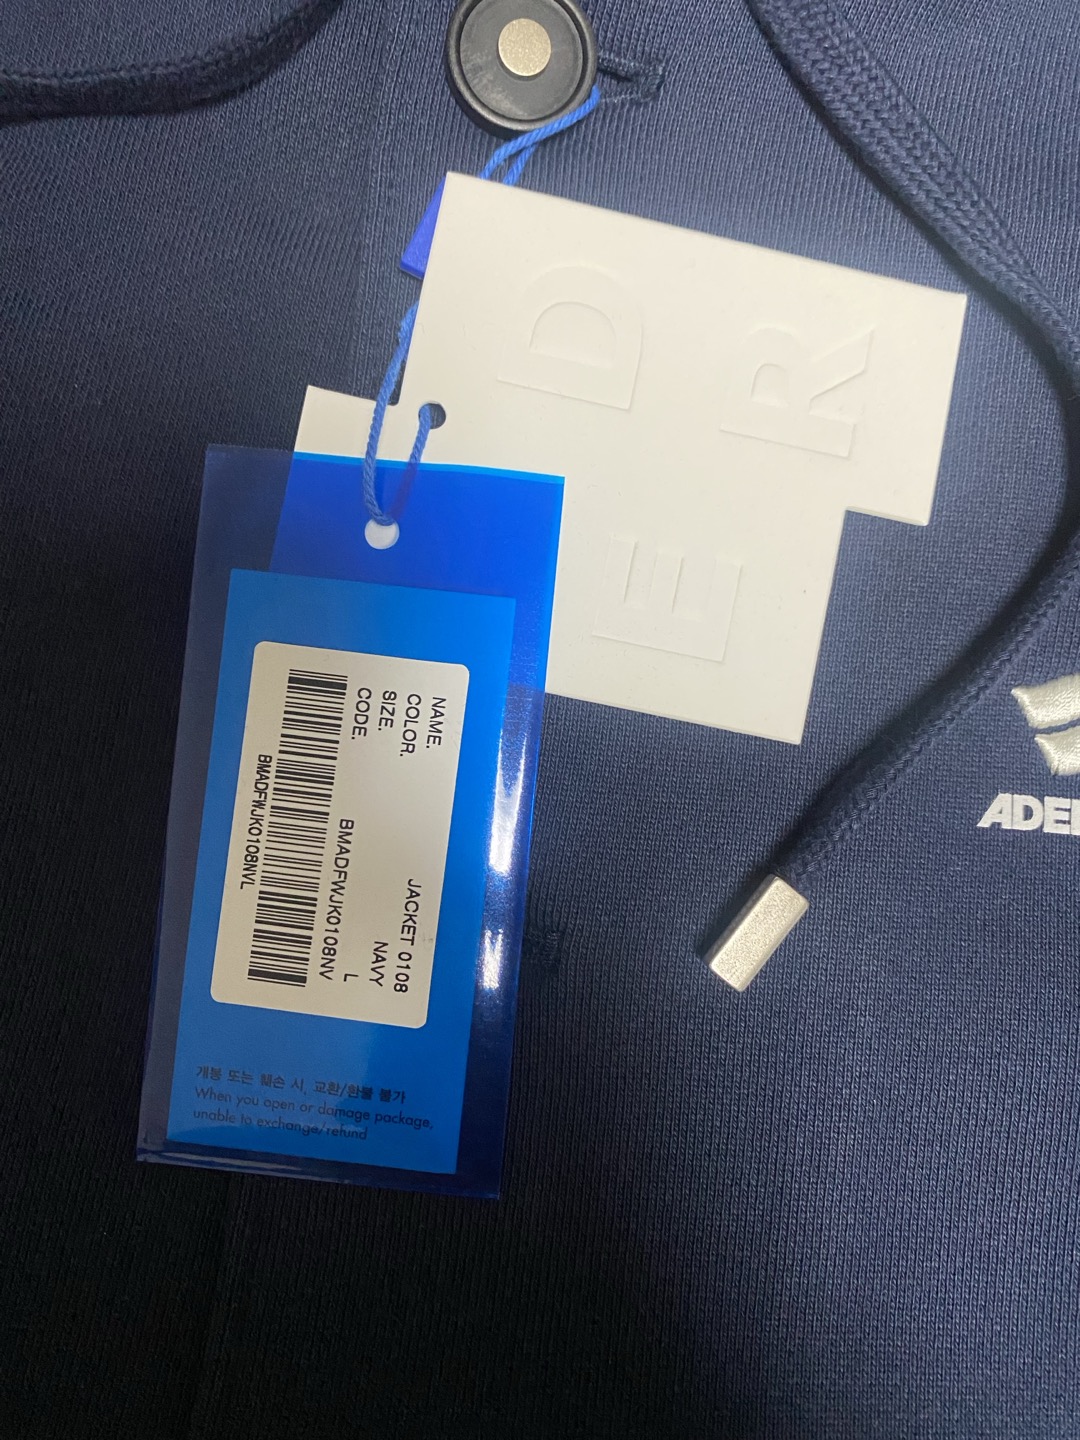 D
R
E
NAME. JACKET 0108
COLOR. NAVY
SIZE. L
CODE. BMADFWJK0108NV
BMADFWJK0108NVL
개봉 또는 훼손 시, 교환/환불 불가
When you open or damage package,
unable to exchange/refund